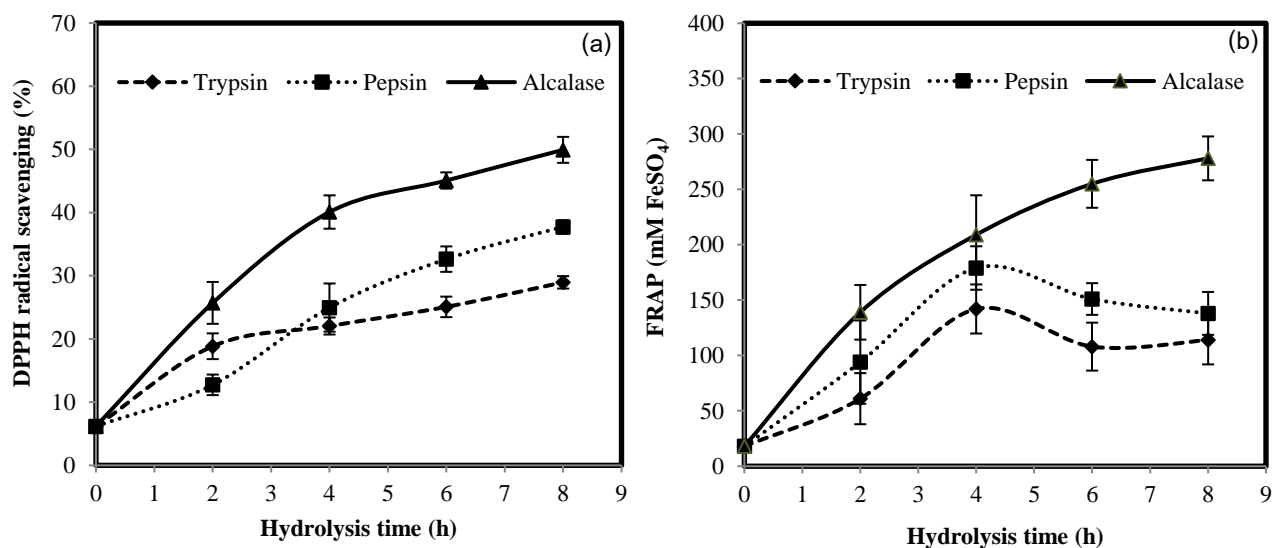 (a)
Trypsin Pepsin Alcalase
DPPH radical scavenging (%)
70
60
50
40
30
20
10
0
0 1 2 3 4 5 6 7 8 9
Hydrolysis time (h)
(b)
Trypsin Pepsin Alcalase
FRAP (mM FeSO₄)
400
350
300
250
200
150
100
50
0
0 1 2 3 4 5 6 7 8 9
Hydrolysis time (h)